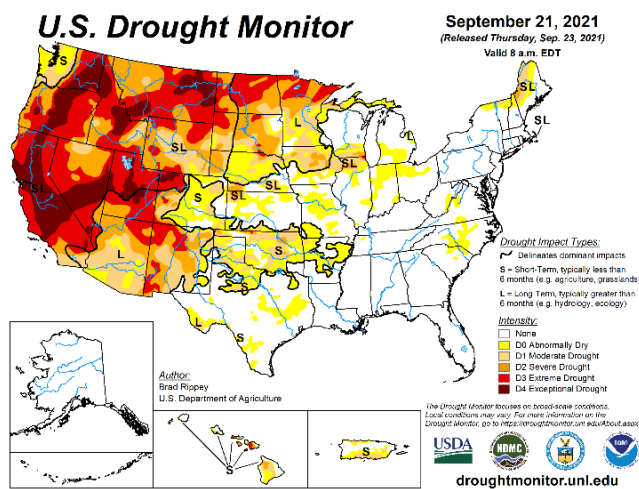 U.S. Drought Monitor
September 21, 2021
(Released Thursday, Sep. 23, 2021)
Valid 8 a.m. EDT
S
SL
L
SL
SL
SL
SL
S
SL
SL
L
S
S
L
S
Drought Impact Types:
Delineates dominant impacts
S = Short-Term, typically less than
6 months (e.g. agriculture, grasslands)
L = Long Term, typically greater than
6 months (e.g. hydrology, ecology)
Intensity:
None
D0 Abnormally Dry
D1 Moderate Drought
D2 Severe Drought
D3 Extreme Drought
D4 Exceptional Drought
Author:
Brad Rippey
U.S. Department of Agriculture
S
S
The Drought Monitor focuses on broad-scale conditions.
Local conditions may vary. For more information on the
Drought Monitor, go to https://droughtmonitor.unl.edu/About.aspx
USDA
NDMC
droughtmonitor.unl.edu